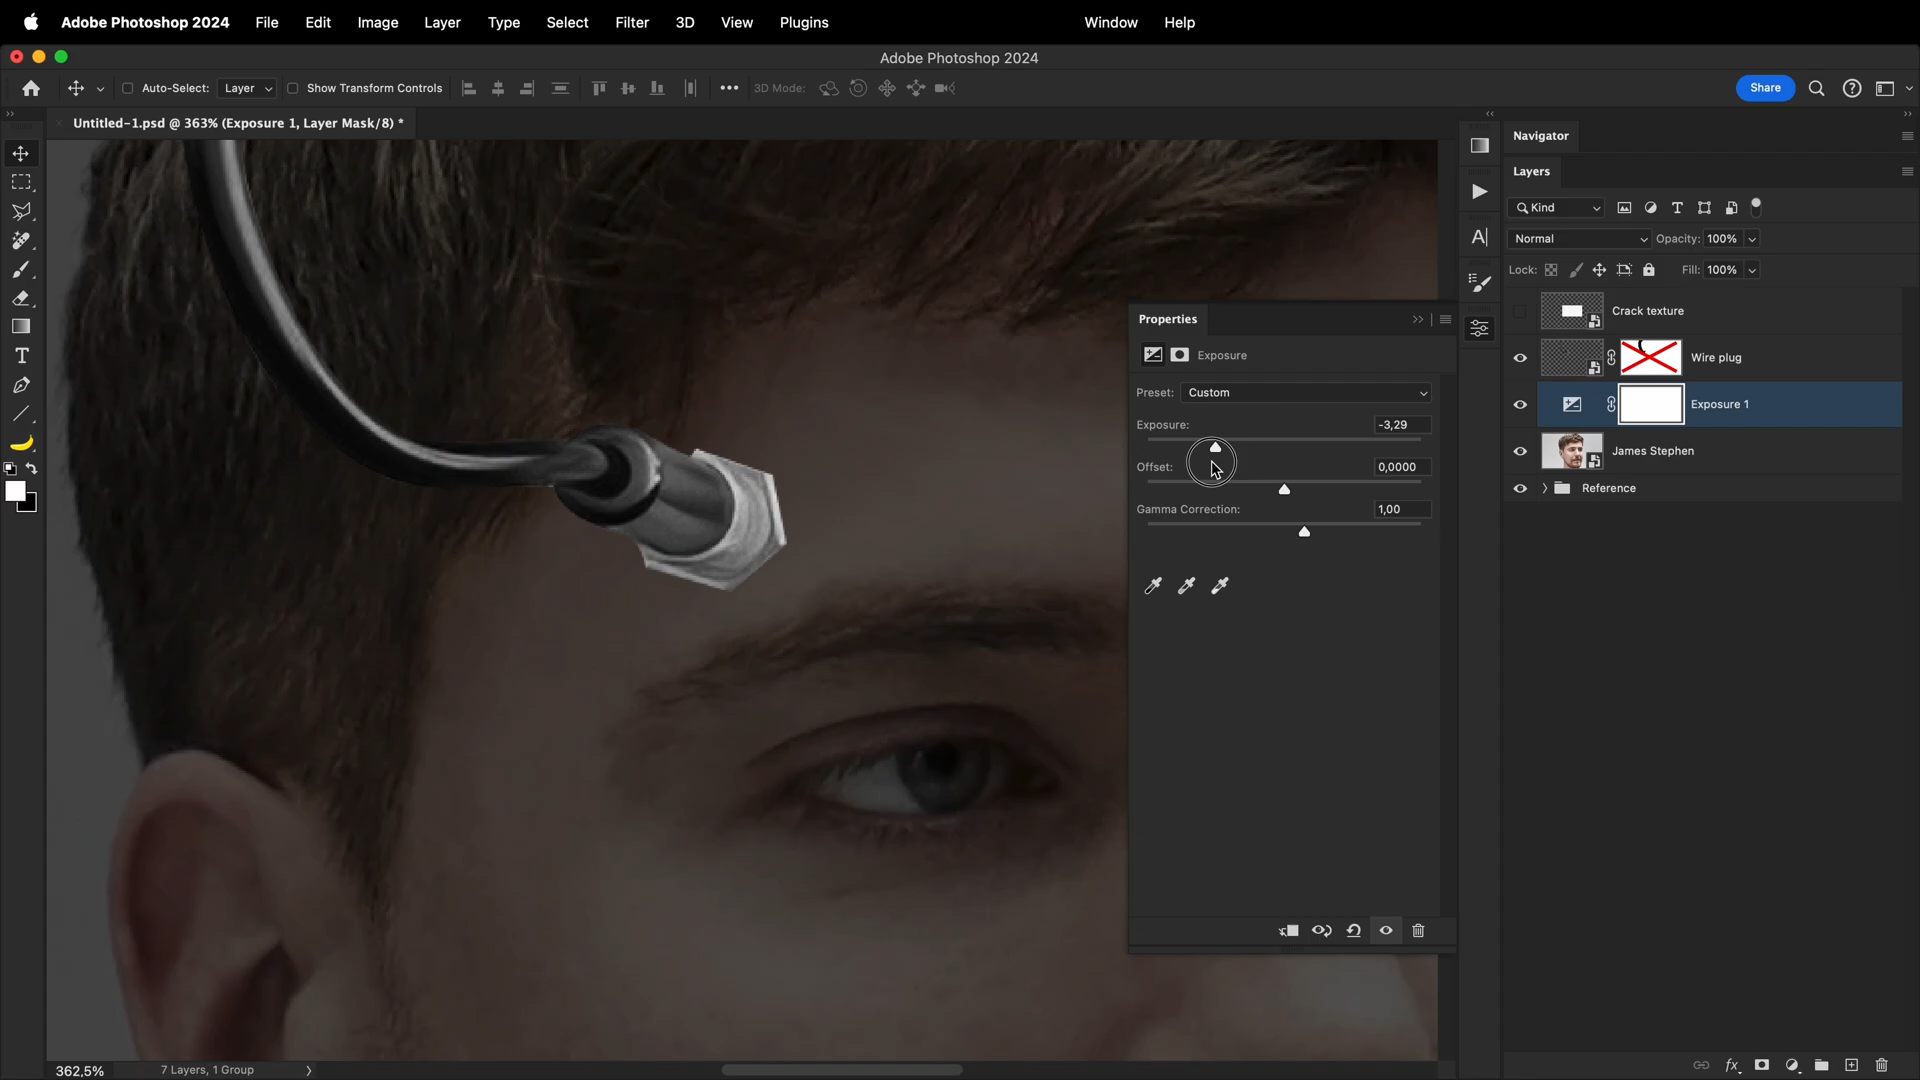 Adobe Photoshop 2024 File Edit Image Layer Type Select Filter 3D View Plugins Window Help
Adobe Photoshop 2024
Auto-Select: Layer Show Transform Controls 3D Mode: Share
Untitled-1.psd @ 363% (Exposure 1, Layer Mask/8) *
Navigator
Layers
Kind
Normal Opacity: 100%
Lock: Fill: 100%
Crack texture
Wire plug
Exposure 1
James Stephen
Reference
Properties
Exposure
Preset: Custom
Exposure: -3,29
Offset: 0,0000
Gamma Correction: 1,00
362,5% 7 Layers, 1 Group